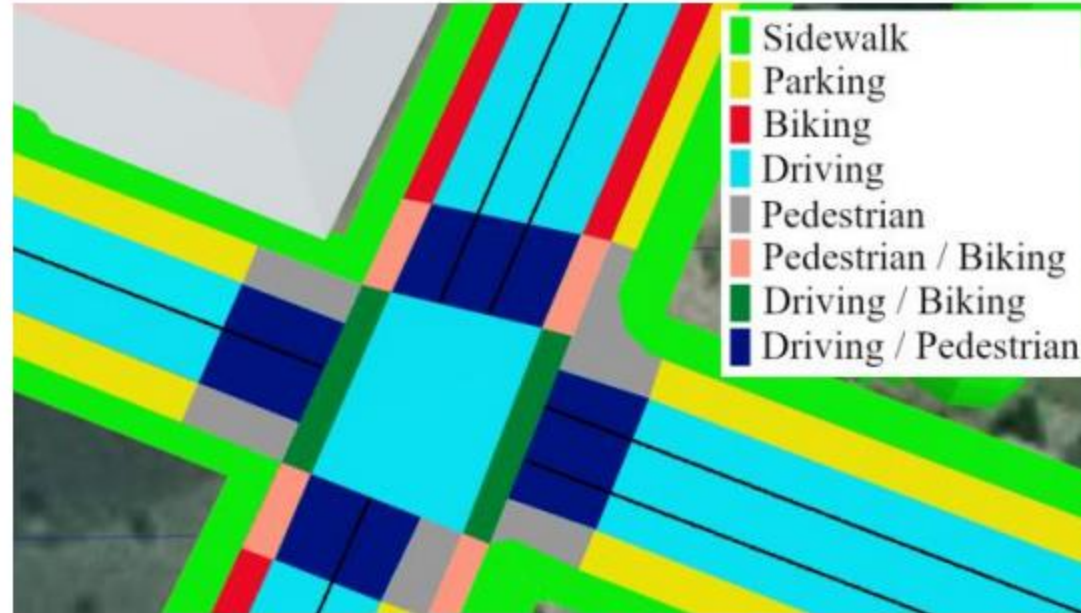 Sidewalk
Parking
Biking
Driving
Pedestrian
Pedestrian / Biking
Driving / Biking
Driving / Pedestrian